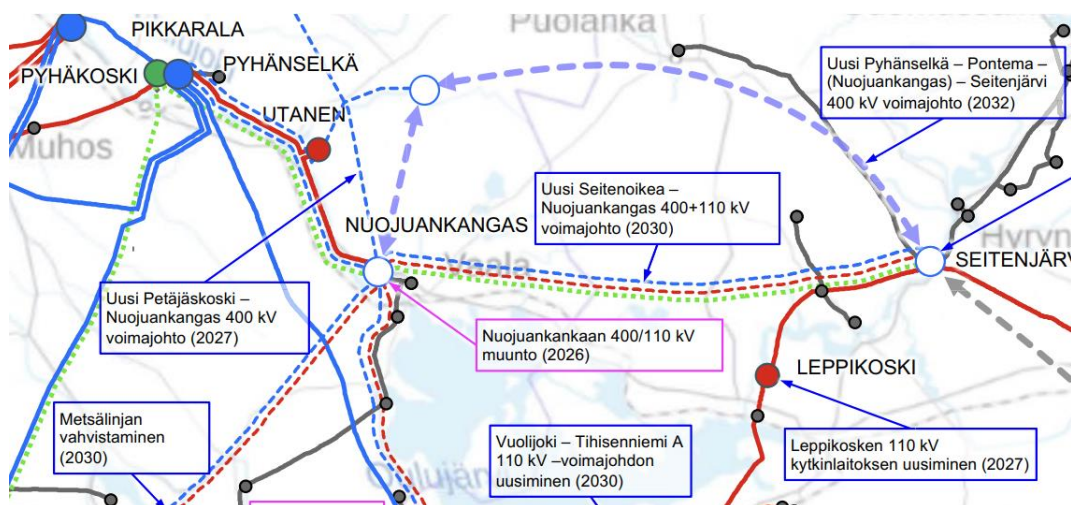 Puolanka
PIKKARALA
PYHÄKOSKI
PYHÄNSELKÄ
UTANEN
Muhos
Uusi Pyhänselkä – Pontema –
(Nuojuankangas) – Seitenjärvi
400 kV voimajohto (2032)
Uusi Seitenoikea –
Nuojuankangas 400+110 kV
voimajohto (2030)
NUOJUANKANGAS
Vaala
Hyryn
SEITENJÄRV
Uusi Petäjäskoski –
Nuojuankangas 400 kV
voimajohto (2027)
Nuojuankankaan 400/110 kV
muunto (2026)
LEPPIKOSKI
Metsälinjan
vahvistaminen
(2030)
Vuolijoki – Tihisenniemi A
110 kV –voimajohdon
uusiminen (2030)
Leppikosken 110 kV
kytkinlaitoksen uusiminen (2027)